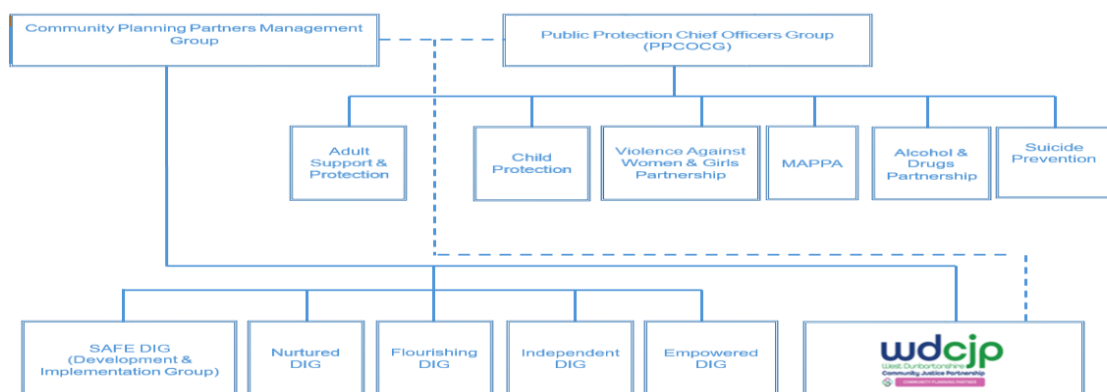 Community Planning Partners Management
Group
Public Protection Chief Officers Group
(PPCOCG)
Adult
Support &
Protection
Child
Protection
Violence Against
Women & Girls
Partnership
MAPPA
Alcohol &
Drugs
Partnership
Suicide
Prevention
SAFE DIG
(Development &
Implementation Group)
Nurtured
DIG
Flourishing
DIG
Independent
DIG
Empowered
DIG
wdcjp
West Dunbartonshire
Community Justice Partnership
COMMUNITY PLANNING PARTNER